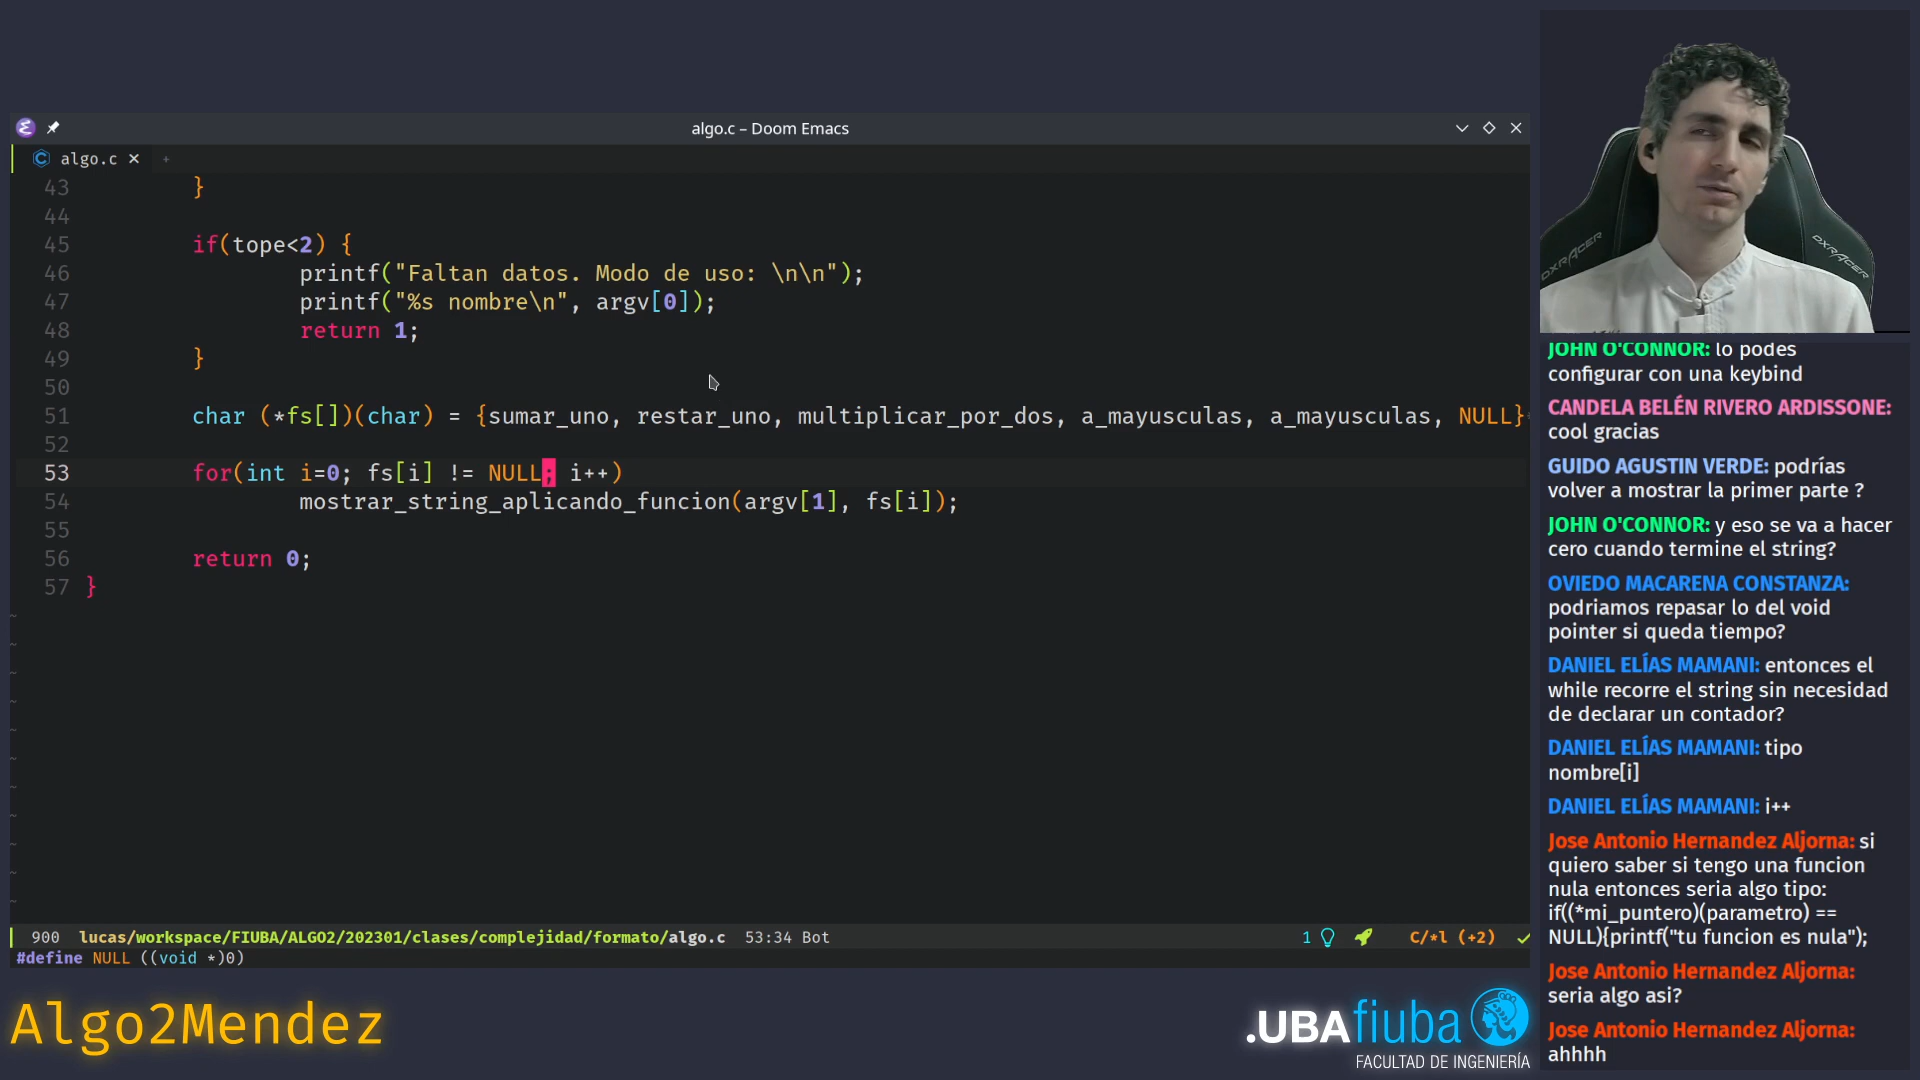 algo.c – Doom Emacs
algo.c × +
43 }
44
45 if(tope<2) {
46 printf("Faltan datos. Modo de uso: \n\n");
47 printf("%s nombre\n", argv[0]);
48 return 1;
49 }
50
51 char (*fs[])(char) = {sumar_uno, restar_uno, multiplicar_por_dos, a_mayusculas, a_mayusculas, NULL}
52
53 for(int i=0; fs[i] != NULL; i++)
54 mostrar_string_aplicando_funcion(argv[1], fs[i]);
55
56 return 0;
57 }
900 lucas/workspace/FIUBA/ALGO2/202301/clases/complejidad/formato/algo.c 53:34 Bot 1 C/*l (+2)
#define NULL ((void *)0)
Algo2Mendez
.UBAfiuba
FACULTAD DE INGENIERÍA
DXRACER
DXRACER
JOHN O'CONNOR: lo podes
configurar con una keybind
CANDELA BELÉN RIVERO ARDISSONE:
cool gracias
GUIDO AGUSTIN VERDE: podrías
volver a mostrar la primer parte ?
JOHN O'CONNOR: y eso se va a hacer
cero cuando termine el string?
OVIEDO MACARENA CONSTANZA:
podriamos repasar lo del void
pointer si queda tiempo?
DANIEL ELÍAS MAMANI: entonces el
while recorre el string sin necesidad
de declarar un contador?
DANIEL ELÍAS MAMANI: tipo
nombre[i]
DANIEL ELÍAS MAMANI: i++
Jose Antonio Hernandez Aljorna: si
quiero saber si tengo una funcion
nula entonces seria algo tipo:
if((*mi_puntero)(parametro) ==
NULL){printf("tu funcion es nula");
Jose Antonio Hernandez Aljorna:
seria algo asi?
Jose Antonio Hernandez Aljorna:
ahhhh